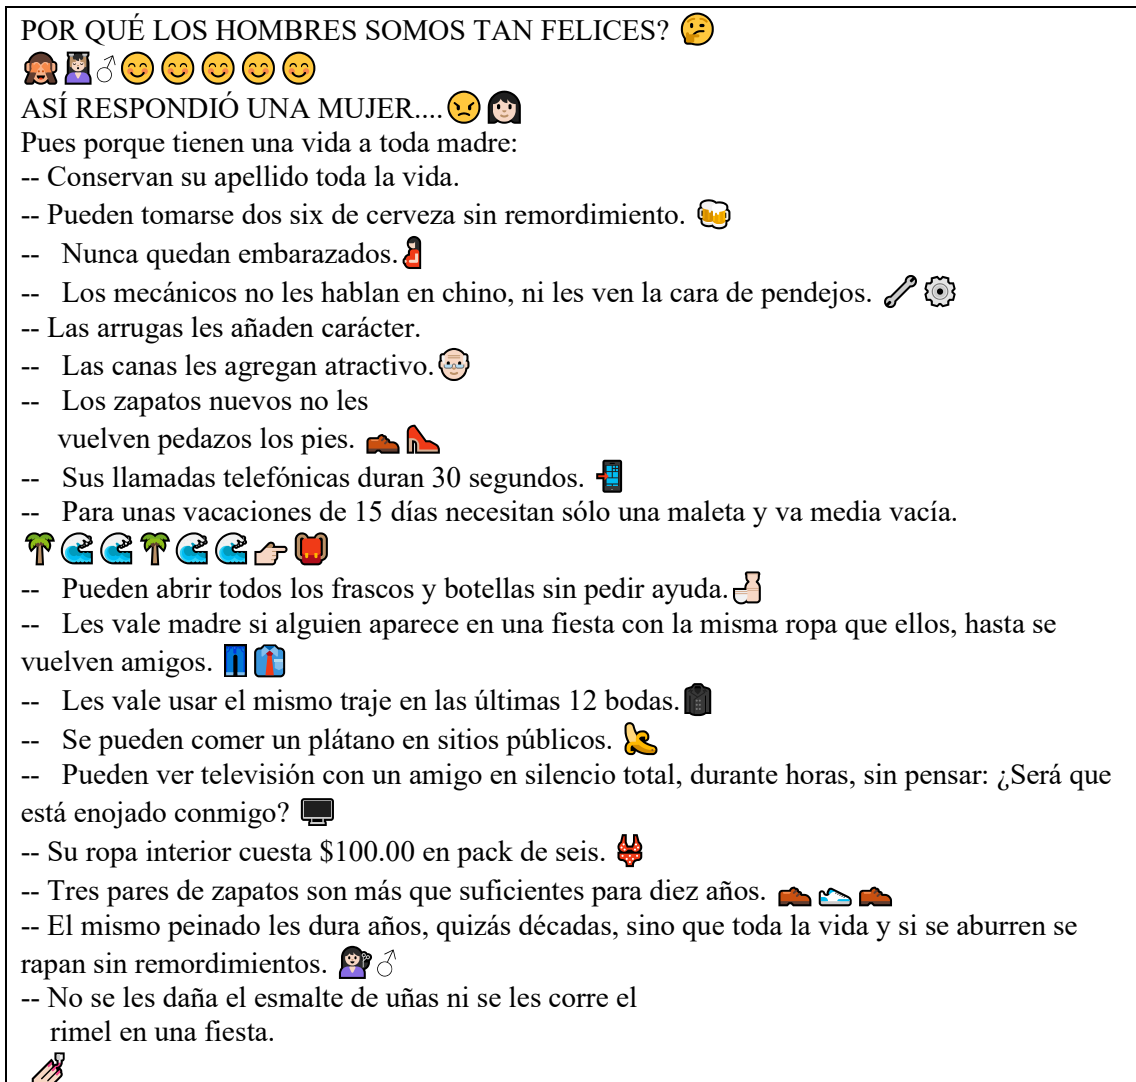 POR QUÉ LOS HOMBRES SOMOS TAN FELICES? 🤔
🙈💆🏻♂😊😊😊😊😊
ASÍ RESPONDIÓ UNA MUJER....😠👩🏻
Pues porque tienen una vida a toda madre:
-- Conservan su apellido toda la vida.
-- Pueden tomarse dos six de cerveza sin remordimiento. 🍻
-- Nunca quedan embarazados.🤰🏻
-- Los mecánicos no les hablan en chino, ni les ven la cara de pendejos. 🔧⚙
-- Las arrugas les añaden carácter.
-- Las canas les agregan atractivo.👴🏻
-- Los zapatos nuevos no les
vuelven pedazos los pies. 👞👠
-- Sus llamadas telefónicas duran 30 segundos. 📲
-- Para unas vacaciones de 15 días necesitan sólo una maleta y va media vacía.
🌴🌊🌊🌴🌊🌊👉🏻🎒
-- Pueden abrir todos los frascos y botellas sin pedir ayuda.🍶
-- Les vale madre si alguien aparece en una fiesta con la misma ropa que ellos, hasta se
vuelven amigos. 👖👔
-- Les vale usar el mismo traje en las últimas 12 bodas.🧥
-- Se pueden comer un plátano en sitios públicos. 🍌
-- Pueden ver televisión con un amigo en silencio total, durante horas, sin pensar: ¿Será que
está enojado conmigo? 🖥
-- Su ropa interior cuesta $100.00 en pack de seis. 👙
-- Tres pares de zapatos son más que suficientes para diez años. 👞👟👞
-- El mismo peinado les dura años, quizás décadas, sino que toda la vida y si se aburren se
rapan sin remordimientos. 💇🏻♂
-- No se les daña el esmalte de uñas ni se les corre el
rimel en una fiesta.
💅🏻